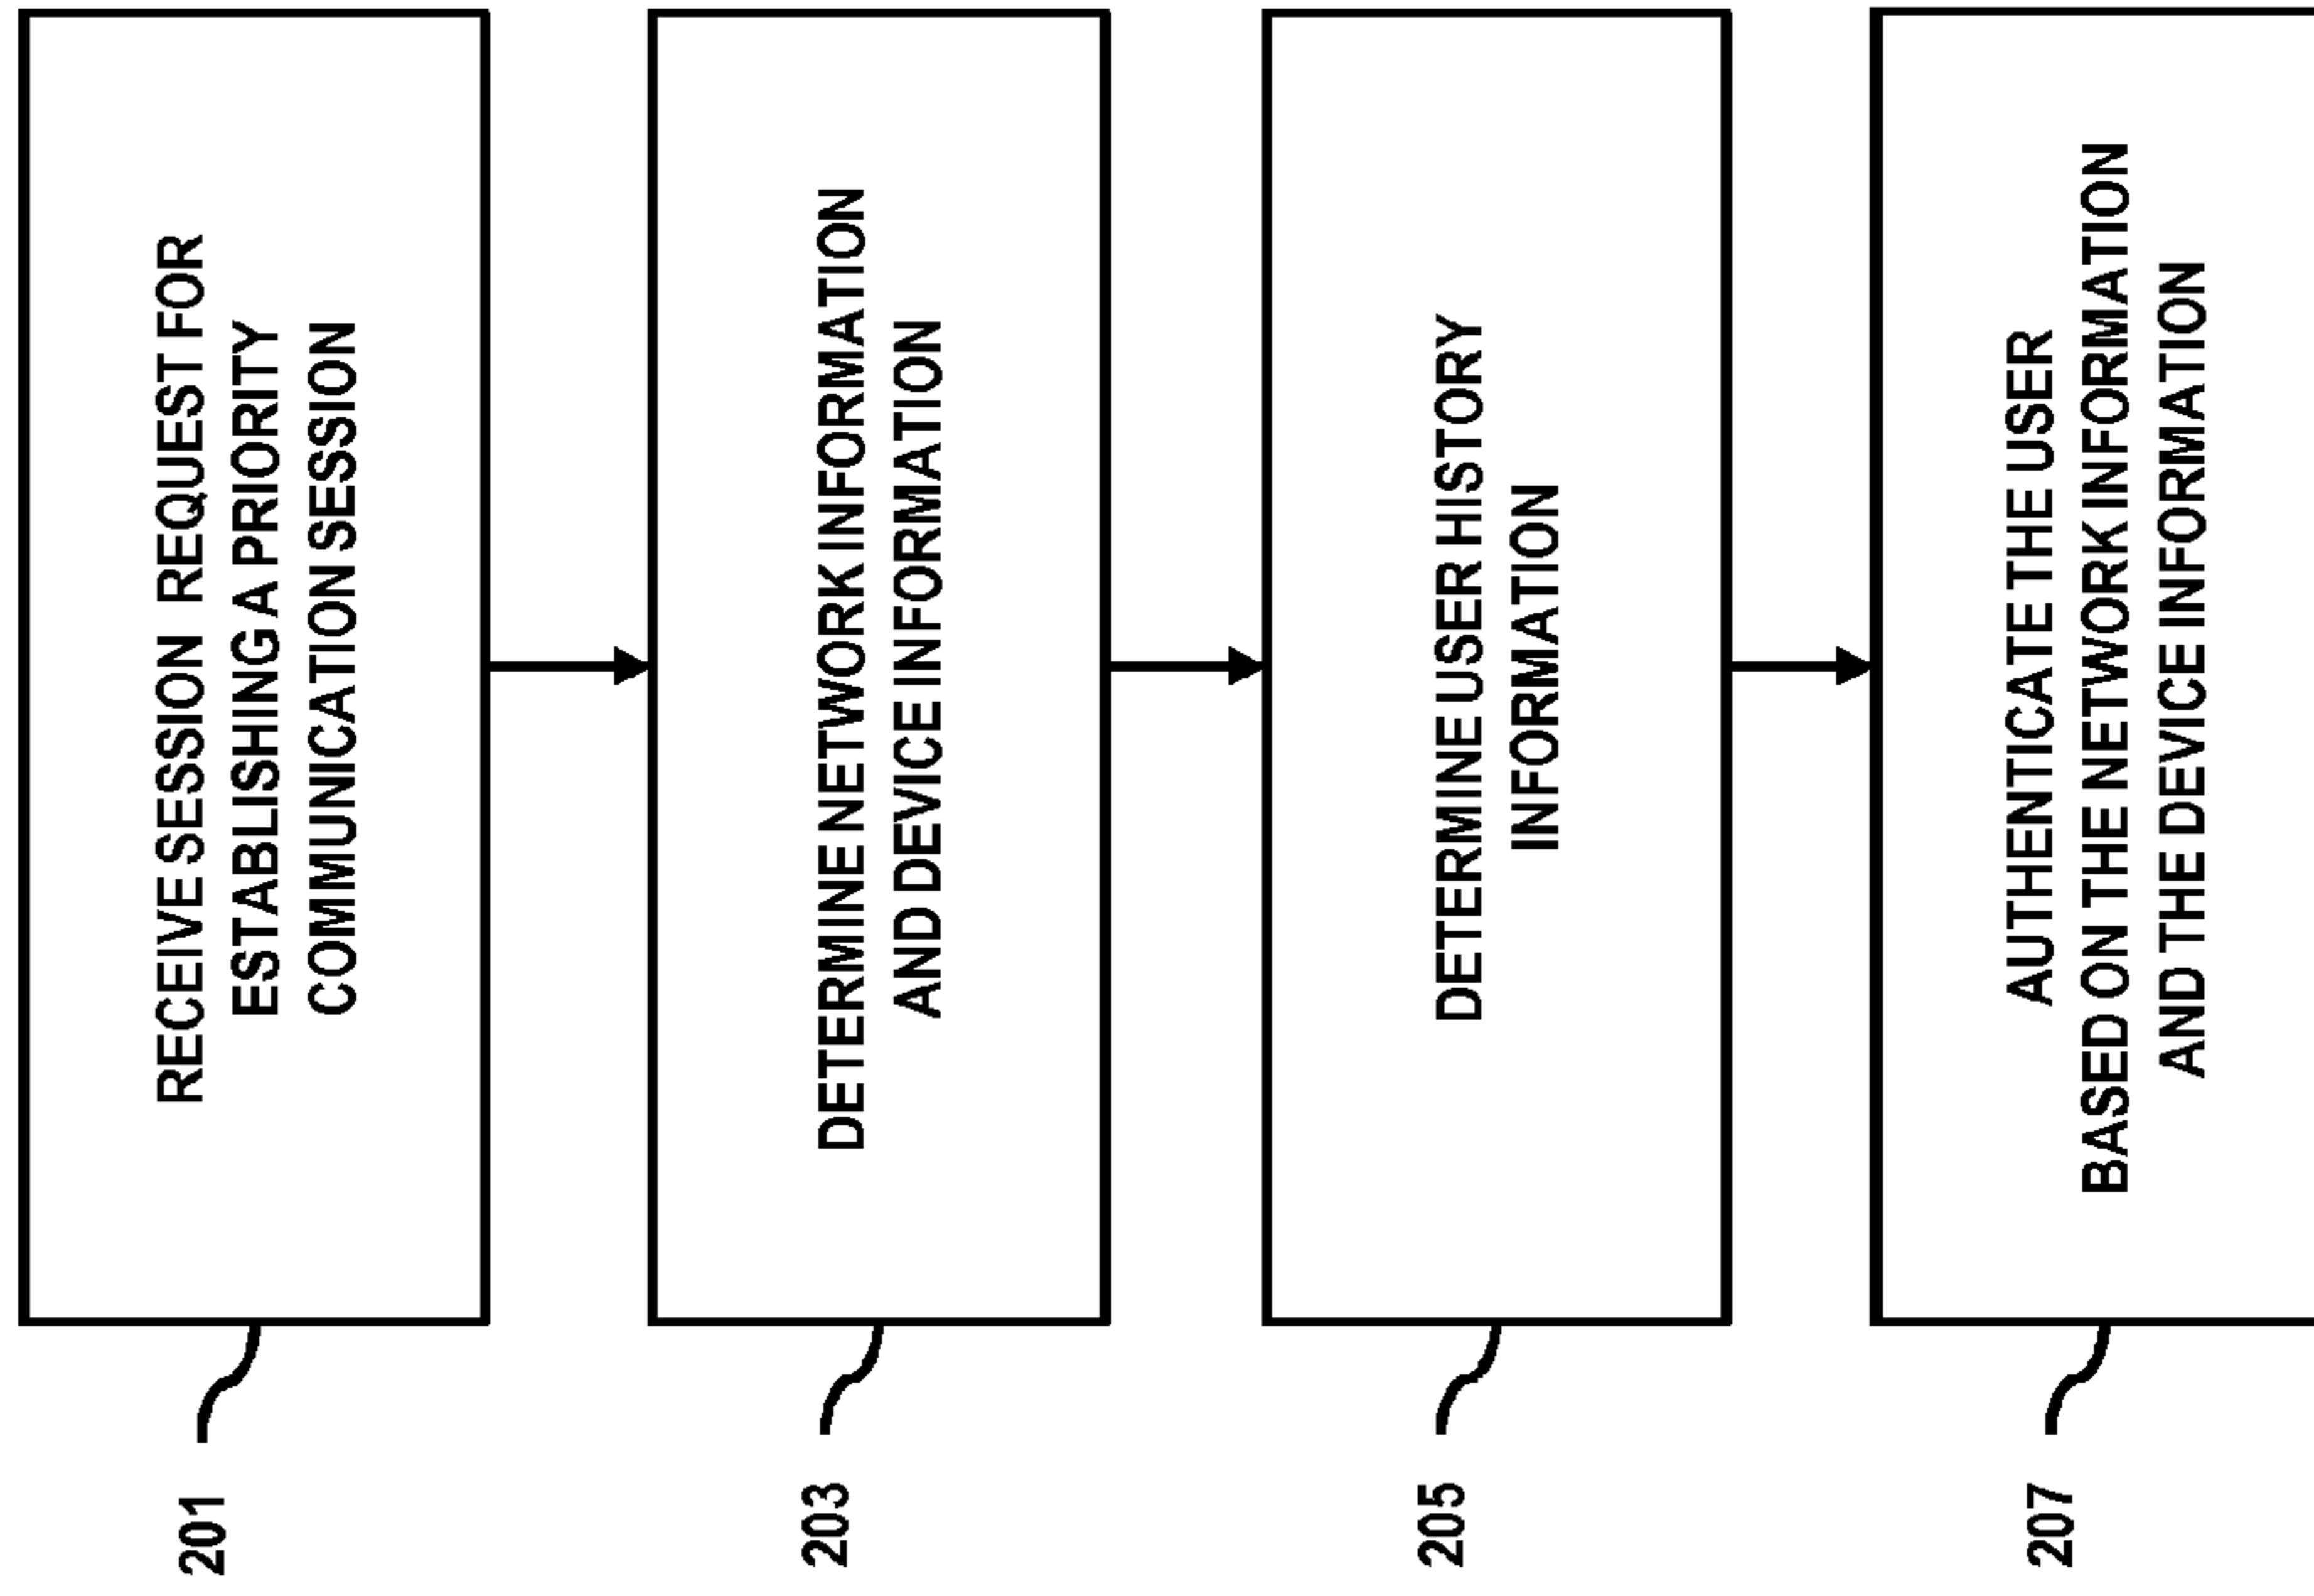 201
RECEIVE SESSION REQUEST FOR
ESTABLISHING A PRIORITY
COMMUNICATION SESSION
203
DETERMINE NETWORK INFORMATION
AND DEVICE INFORMATION
205
DETERMINE USER HISTORY
INFORMATION
207
AUTHENTICATE THE USER
BASED ON THE NETWORK INFORMATION
AND THE DEVICE INFORMATION